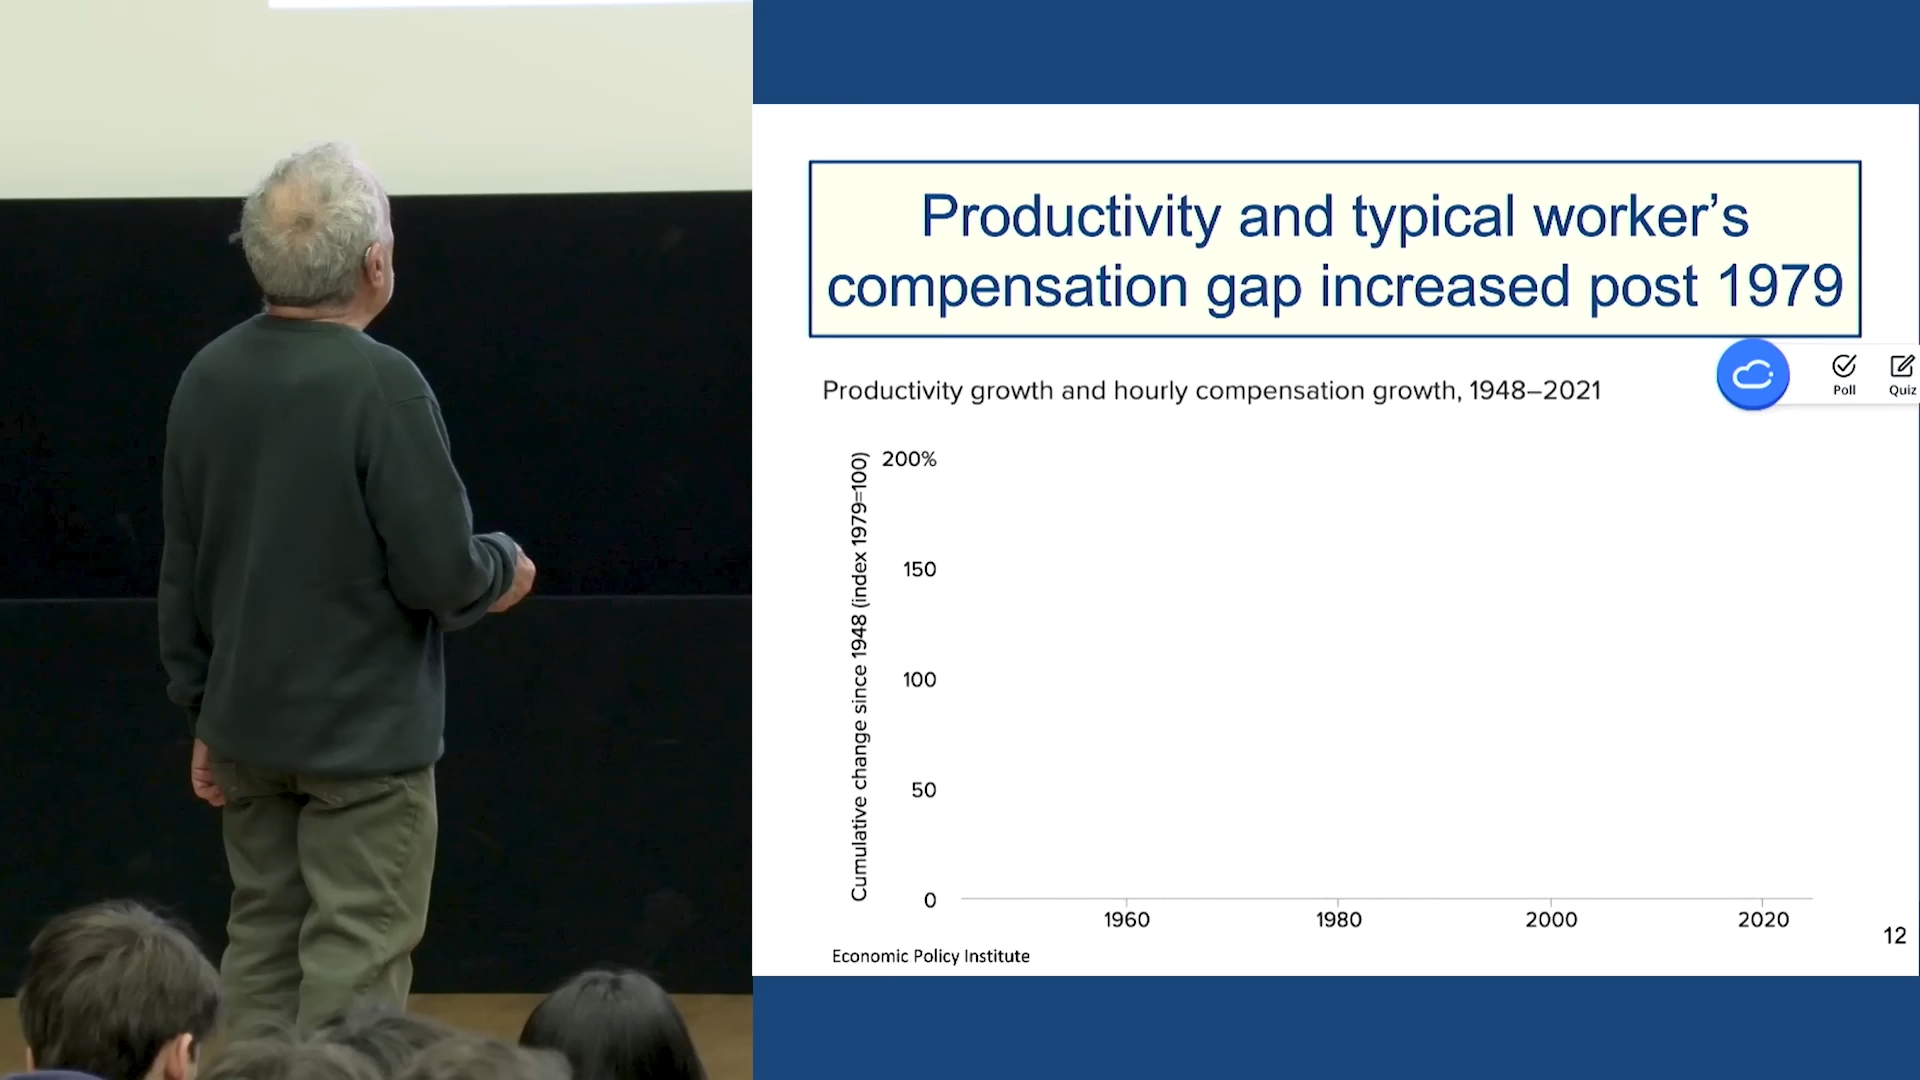 Productivity and typical worker’s
compensation gap increased post 1979
Poll
Quiz
Productivity growth and hourly compensation growth, 1948–2021
Cumulative change since 1948 (index 1979=100)
200%
150
100
50
0
1960
1980
2000
2020
12
Economic Policy Institute